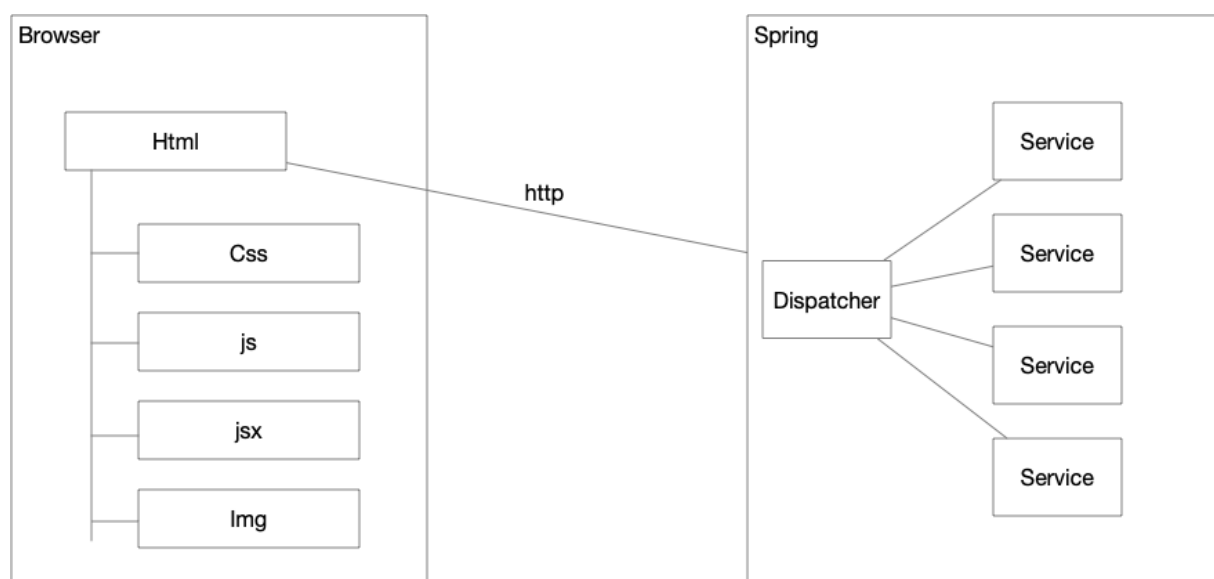 Browser
Html
Css
js
jsx
Img
http
Spring
Dispatcher
Service
Service
Service
Service